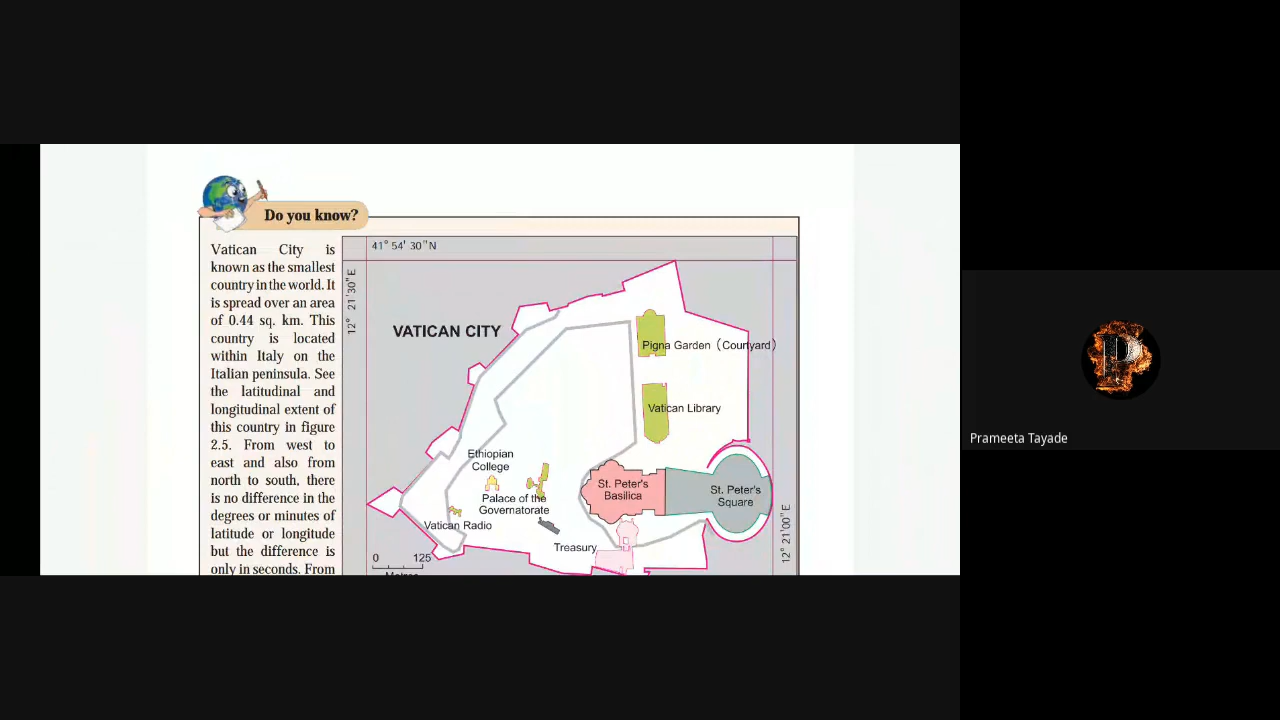 Do you know?
Vatican City is
known as the smallest
country in the world. It
is spread over an area
of 0.44 sq. km. This
country is located
within Italy on the
Italian peninsula. See
the latitudinal and
longitudinal extent of
this country in figure
2.5. From west to
east and also from
north to south, there
is no difference in the
degrees or minutes of
latitude or longitude
but the difference is
only in seconds. From
41° 54' 30"N
12° 21'30" E
VATICAN CITY
Pigna Garden (Courtyard)
Vatican Library
Ethiopian
College
St. Peter's
Basilica
St. Peter's
Square
Palace of the
Governatorate
Vatican Radio
Treasury
12° 21'00" E
0 125
Metres
Prameeta Tayade